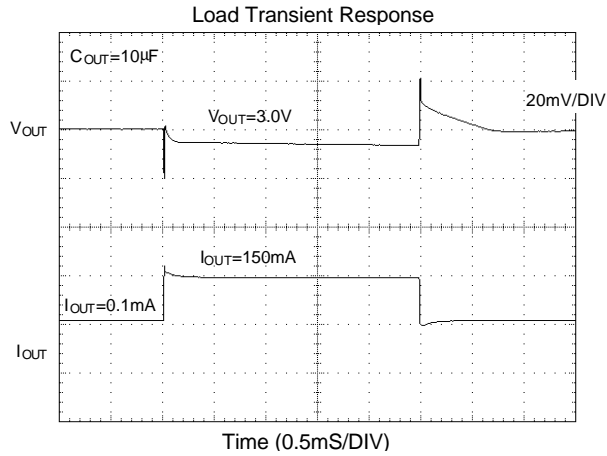 Load Transient Response
COUT=10µF
20mV/DIV
VOUT=3.0V
VOUT
IOUT=150mA
IOUT=0.1mA
IOUT
Time (0.5mS/DIV)